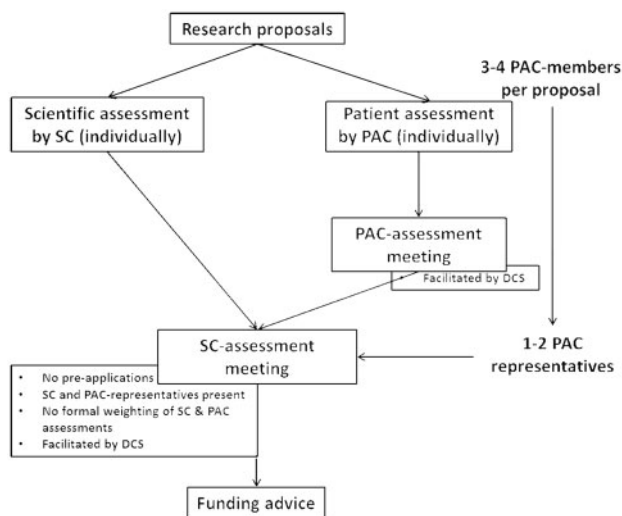 Research proposals
3-4 PAC-members
per proposal
Scientific assessment
by SC (individually)
Patient assessment
by PAC (individually)
PAC-assessment
meeting
• Facilitated by DCS
SC-assessment
meeting
1-2 PAC
representatives
• No pre-applications
• SC and PAC-representatives present
• No formal weighting of SC & PAC
assessments
• Facilitated by DCS
Funding advice